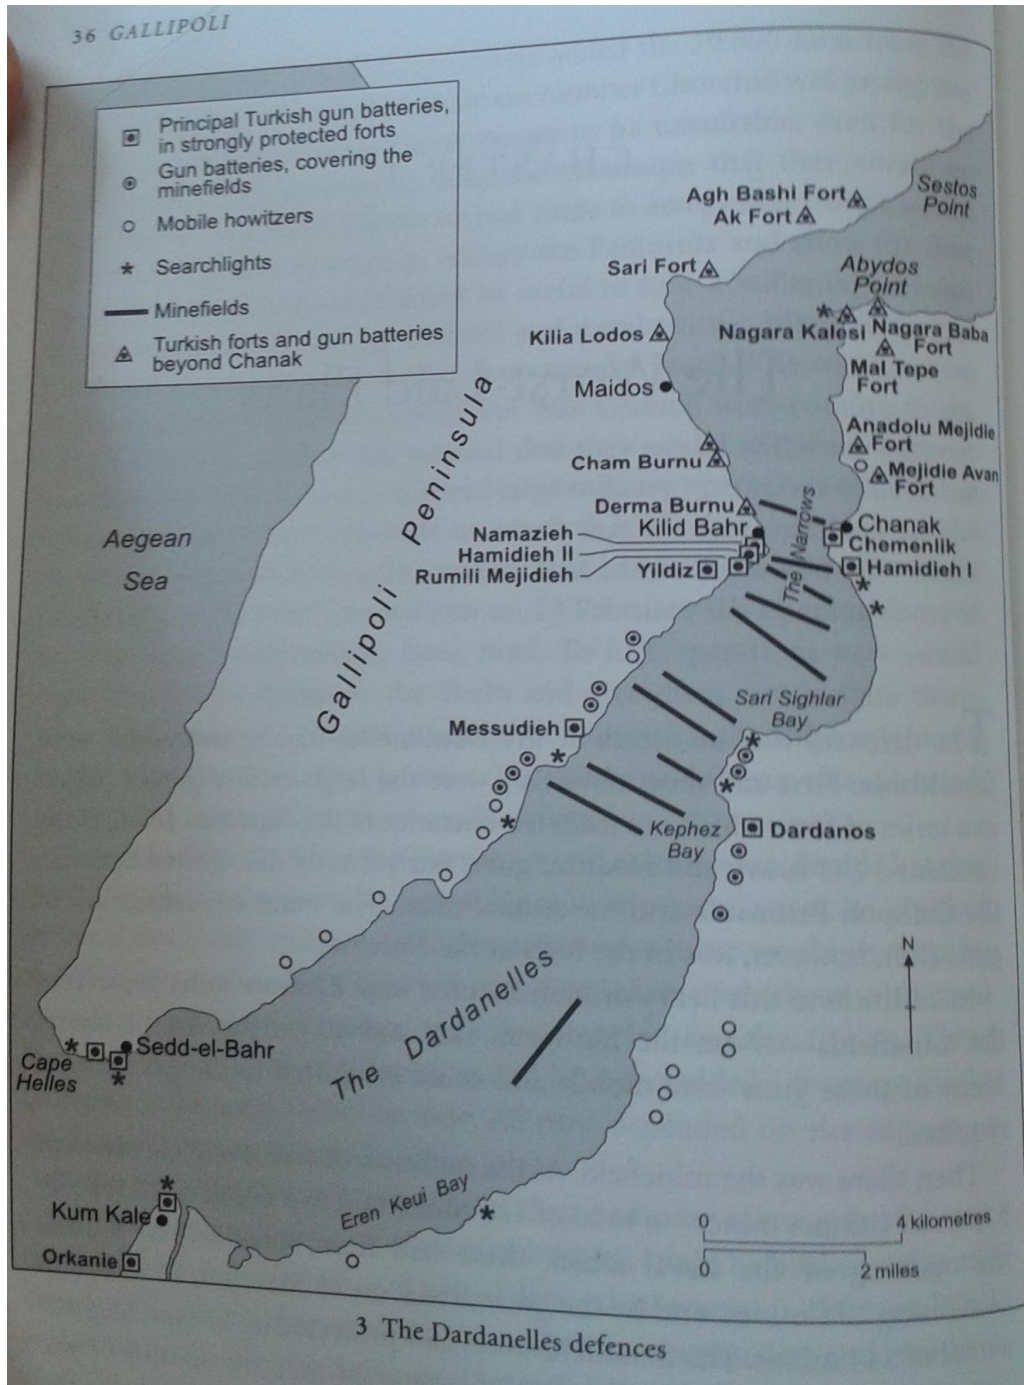 36 GALLIPOLI
Principal Turkish gun batteries,
in strongly protected forts
Gun batteries, covering the
minefields
Mobile howitzers
Searchlights
Minefields
Turkish forts and gun batteries
beyond Chanak
Sestos
Point
Agh Bashi Fort
Ak Fort
Sari Fort
Abydos
Point
Kilia Lodos
Nagara Kalesi
Nagara Baba
Fort
Maidos
Mal Tepe
Fort
Anadolu Mejidie
Fort
Cham Burnu
Mejidie Avan
Fort
Gallipoli Peninsula
Aegean
Sea
Derma Burnu
Kilid Bahr
The Narrows
Chanak
Chemenlik
Namazieh
Hamidieh II
Rumili Mejidieh
Yildiz
Hamidieh I
Sari Sighlar
Bay
Messudieh
Kephez
Bay
Dardanos
The Dardanelles
N
Sedd-el-Bahr
Cape
Helles
Kum Kale
Orkanie
Eren Keui Bay
0 4 kilometres
0 2 miles
3 The Dardanelles defences